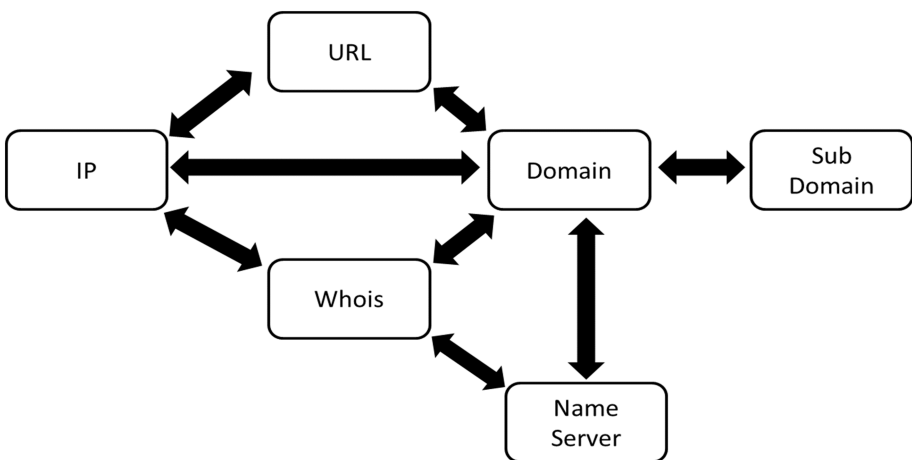 URL
IP
Domain
Sub
Domain
Whois
Name
Server